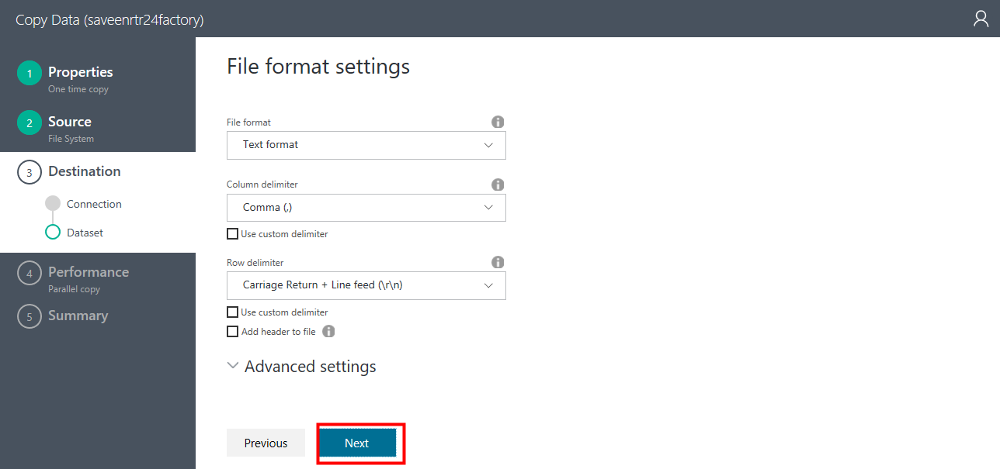 Copy Data (saveenrtr24factory)
1 Properties
One time copy
2 Source
File System
3 Destination
Connection
Dataset
4 Performance
Parallel copy
5 Summary
File format settings
File format
Text format
Column delimiter
Comma (,)
Use custom delimiter
Row delimiter
Carriage Return + Line feed (\r\n)
Use custom delimiter
Add header to file
Advanced settings
Previous
Next